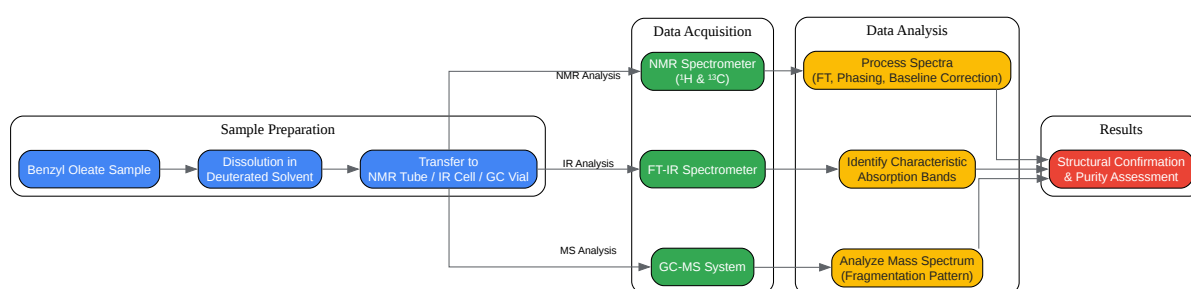 Sample Preparation
Benzyl Oleate Sample
Dissolution in
Deuterated Solvent
Transfer to
NMR Tube / IR Cell / GC Vial
NMR Analysis
IR Analysis
MS Analysis
Data Acquisition
NMR Spectrometer
(¹H & ¹³C)
FT-IR Spectrometer
GC-MS System
Data Analysis
Process Spectra
(FT, Phasing, Baseline Correction)
Identify Characteristic
Absorption Bands
Analyze Mass Spectrum
(Fragmentation Pattern)
Results
Structural Confirmation
& Purity Assessment